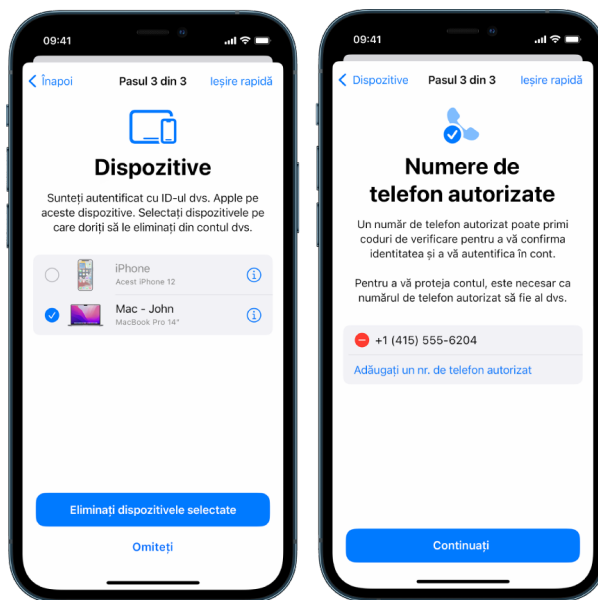 09:41
Înapoi
Pasul 3 din 3
Ieșire rapidă
Dispozitive
Sunteți autentificat cu ID-ul dvs. Apple pe
aceste dispozitive. Selectați dispozitivele pe
care doriți să le eliminați din contul dvs.
iPhone
Acest iPhone 12
Mac - John
MacBook Pro 14"
Eliminați dispozitivele selectate
Omiteți
09:41
Dispozitive
Pasul 3 din 3
Ieșire rapidă
Numere de
telefon autorizate
Un număr de telefon autorizat poate primi
coduri de verificare pentru a vă confirma
identitatea și a vă autentifica în cont.
Pentru a vă proteja contul, este necesar ca
numărul de telefon autorizat să fie al dvs.
+1 (415) 555-6204
Adăugați un nr. de telefon autorizat
Continuați